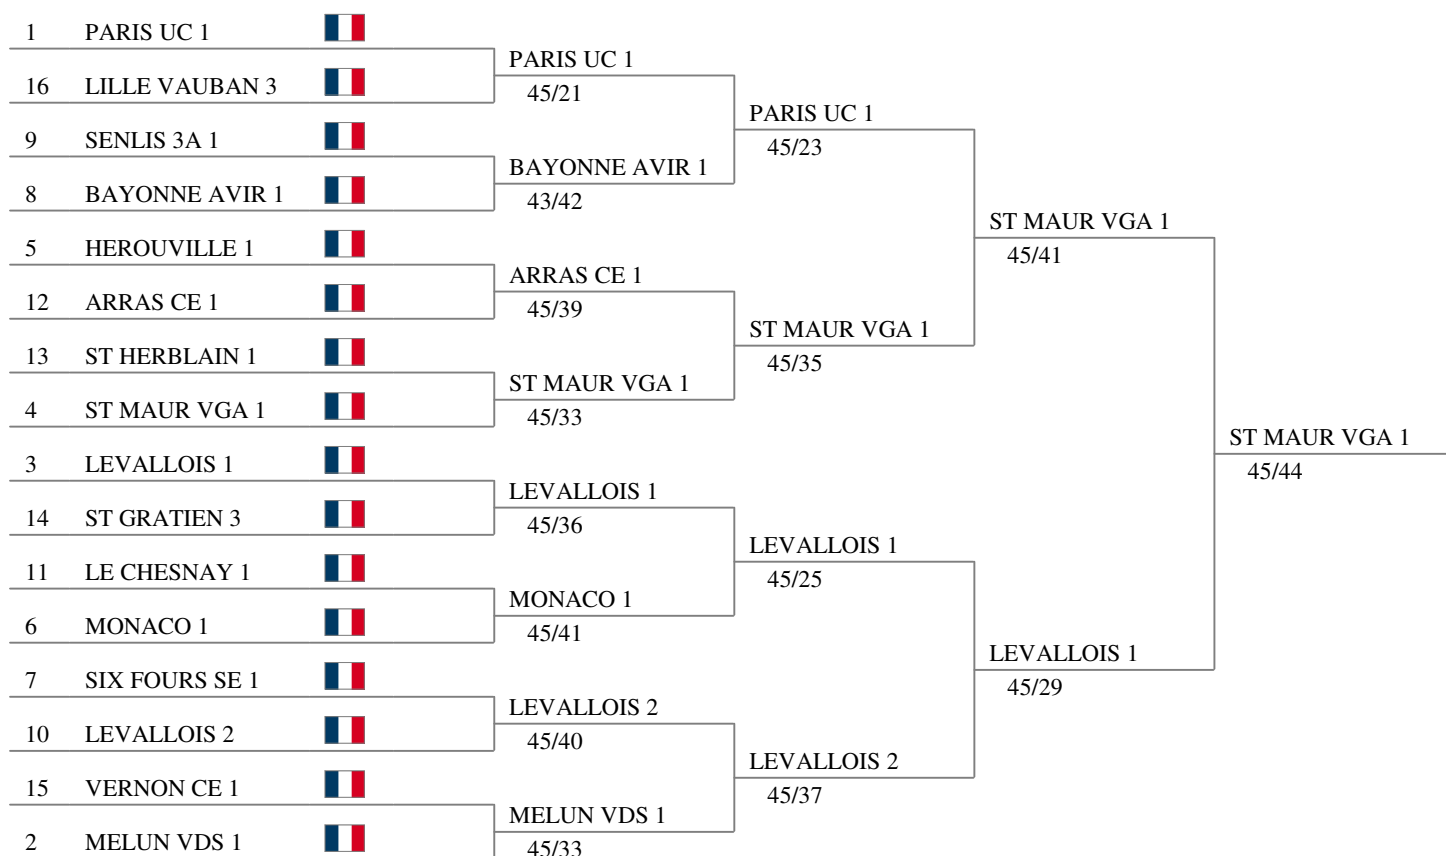 1 PARIS UC 1
16 LILLE VAUBAN 3
9 SENLIS 3A 1
8 BAYONNE AVIR 1
5 HEROUVILLE 1
12 ARRAS CE 1
13 ST HERBLAIN 1
4 ST MAUR VGA 1
3 LEVALLOIS 1
14 ST GRATIEN 3
11 LE CHESNAY 1
6 MONACO 1
7 SIX FOURS SE 1
10 LEVALLOIS 2
15 VERNON CE 1
2 MELUN VDS 1
PARIS UC 1
45/21
BAYONNE AVIR 1
43/42
ARRAS CE 1
45/39
ST MAUR VGA 1
45/33
LEVALLOIS 1
45/36
MONACO 1
45/41
LEVALLOIS 2
45/40
MELUN VDS 1
45/33
PARIS UC 1
45/23
ST MAUR VGA 1
45/35
LEVALLOIS 1
45/25
LEVALLOIS 2
45/37
ST MAUR VGA 1
45/41
LEVALLOIS 1
45/29
ST MAUR VGA 1
45/44